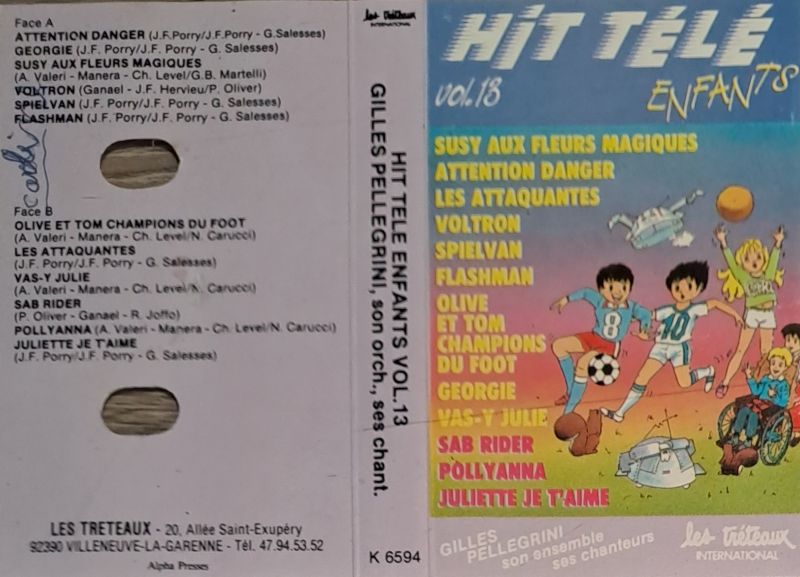 Face A
ATTENTION DANGER (J.F.Porry/J.F.Porry - G.Salesses)
GEORGIE (J.F. Porry/J.F. Porry - G. Salesses)
SUSY AUX FLEURS MAGIQUES
(A. Valeri - Manera - Ch. Level/G.B. Martelli)
VOLTRON (Ganael - J.F. Hervieu/P. Oliver)
SPIELVAN (J.F. Porry/J.F. Porry - G. Salesses)
FLASHMAN (J.F. Porry/J.F. Porry - G. Salesses)
Face B
OLIVE ET TOM CHAMPIONS DU FOOT
(A. Valeri - Manera - Ch. Level/N. Carucci)
LES ATTAQUANTES
(J.F. Porry/J.F. Porry - G. Salesses)
VAS-Y JULIE
(A. Valeri - Manera - Ch. Level/N. Carucci)
SAB RIDER
(P. Oliver - Ganael - R. Joffo)
POLLYANNA (A. Valeri - Manera - Ch. Level/N. Carucci)
JULIETTE JE T'AIME
(J.F. Porry/J.F. Porry - G. Salesses)
LES TRETEAUX - 20, Allée Saint-Exupéry
92390 VILLENEUVE-LA-GARENNE - Tél. 47.94.53.52
Alpha Presses
les tréteaux
INTERNATIONAL
HIT TELE ENFANTS VOL.13
GILLES PELLEGRINI, son orch., ses chant.
K 6594
HIT TÉLÉ
vol.13
ENFANTS
SUSY AUX FLEURS MAGIQUES
ATTENTION DANGER
LES ATTAQUANTES
VOLTRON
SPIELVAN
FLASHMAN
OLIVE
ET TOM
CHAMPIONS
DU FOOT
GEORGIE
VAS-Y JULIE
SAB RIDER
POLLYANNA
JULIETTE JE T'AIME
8
10
GILLES
PELLEGRINI
son ensemble
ses chanteurs
les tréteaux
INTERNATIONAL